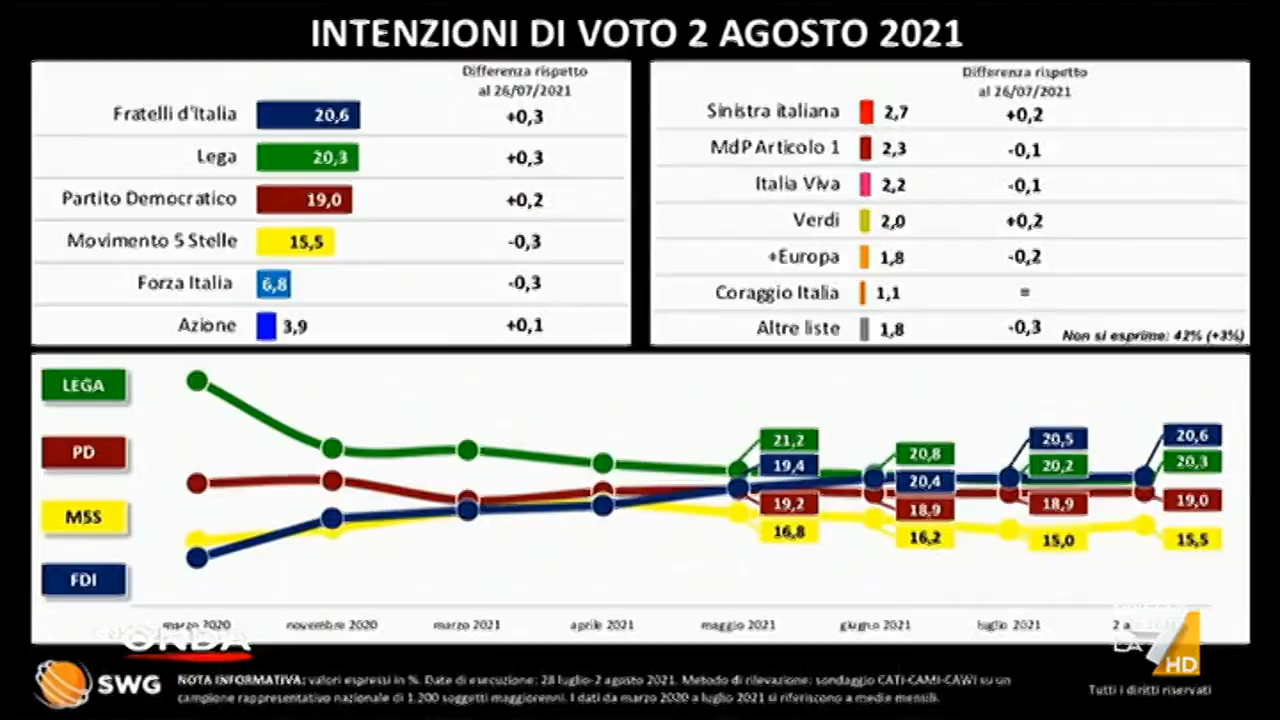 INTENZIONI DI VOTO 2 AGOSTO 2021
Differenza rispetto
al 26/07/2021
Fratelli d'Italia 20,6 +0,3
Lega 20,3 +0,3
Partito Democratico 19,0 +0,2
Movimento 5 Stelle 15,5 -0,3
Forza Italia 6,8 -0,3
Azione 3,9 +0,1
Differenza rispetto
al 26/07/2021
Sinistra italiana 2,7 +0,2
MdP Articolo 1 2,3 -0,1
Italia Viva 2,2 -0,1
Verdi 2,0 +0,2
+Europa 1,8 -0,2
Coraggio Italia 1,1 =
Altre liste 1,8 -0,3
Non si esprime: 42% (+3%)
LEGA
PD
M5S
FDI
21,2
19,4
19,2
16,8
20,8
20,4
18,9
16,2
20,5
20,2
18,9
15,0
20,6
20,3
19,0
15,5
marzo 2020 novembre 2020 marzo 2021 aprile 2021 maggio 2021 giugno 2021 luglio 2021 2
ONDA
LA 7
HD
Tutti i diritti riservati
SWG
NOTA INFORMATIVA: valori espressi in %. Date di esecuzione: 28 luglio-2 agosto 2021. Metodo di rilevazione: sondaggio CATI-CAMI-CAWI su un
campione rappresentativo nazionale di 1.200 soggetti maggiorenni. I dati da marzo 2020 a luglio 2021 si riferiscono a medie mensili.